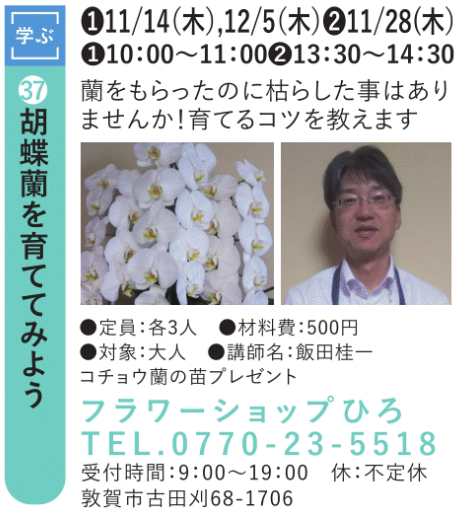 学ぶ
㊲胡蝶蘭を育ててみよう
❶11/14(木),12/5(木)❷11/28(木)
❶10:00〜11:00❷13:30〜14:30
蘭をもらったのに枯らした事はあり
ませんか!育てるコツを教えます
●定員:各3人 ●材料費:500円
●対象:大人 ●講師名:飯田桂一
コチョウ蘭の苗プレゼント
フラワーショップひろ
TEL.0770-23-5518
受付時間:9:00〜19:00 休:不定休
敦賀市古田刈68-1706